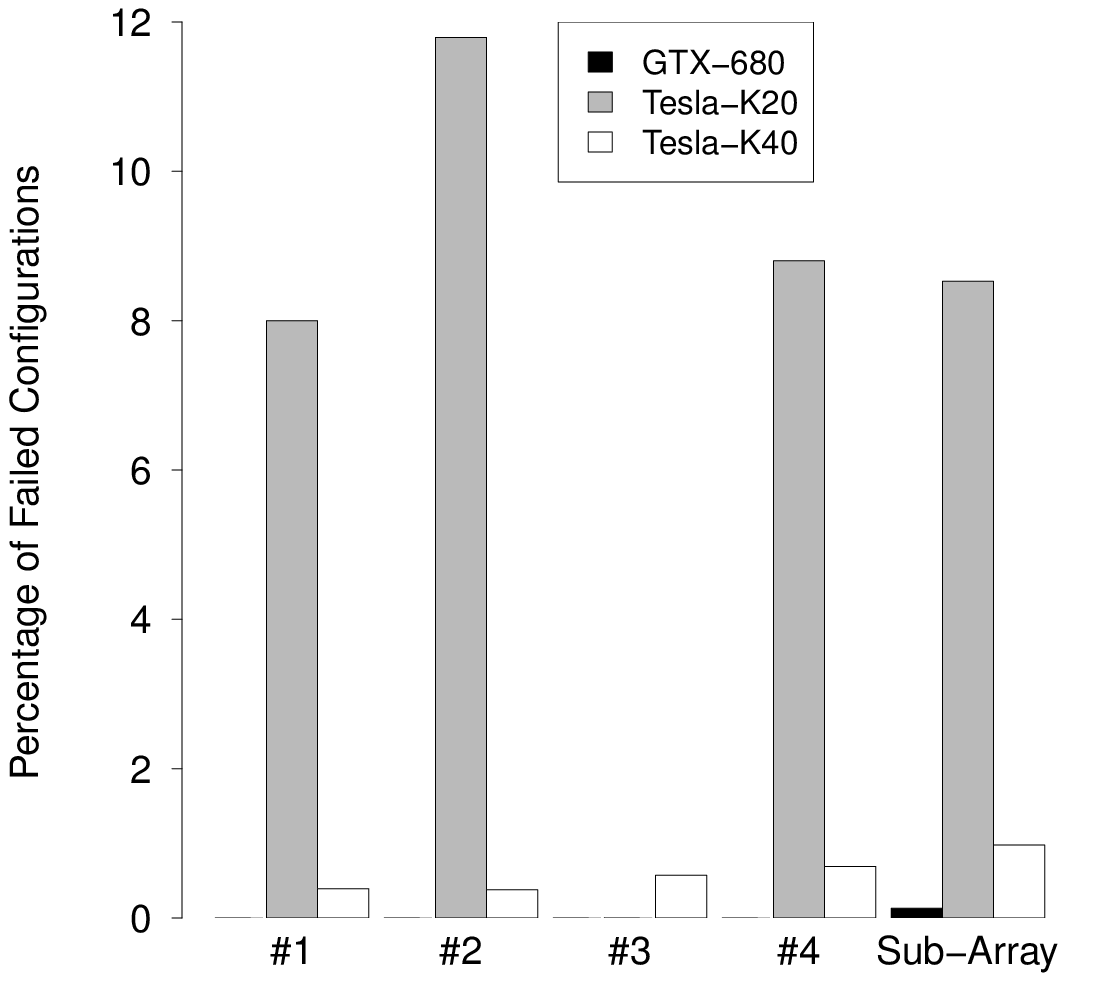 Percentage of Failed Configurations
12
10
8
6
4
2
0
GTX−680
Tesla−K20
Tesla−K40
#1
#2
#3
#4
Sub−Array